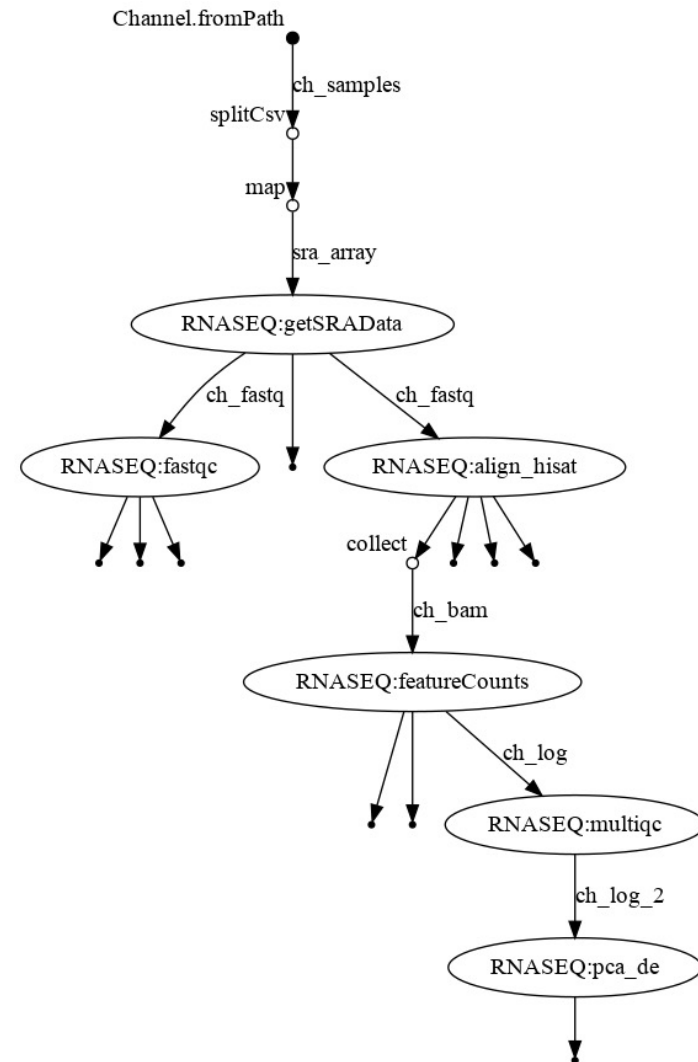 Channel.fromPath
ch_samples
splitCsv
map
sra_array
RNASEQ:getSRAData
ch_fastq
ch_fastq
RNASEQ:fastqc
RNASEQ:align_hisat
collect
ch_bam
RNASEQ:featureCounts
ch_log
RNASEQ:multiqc
ch_log_2
RNASEQ:pca_de